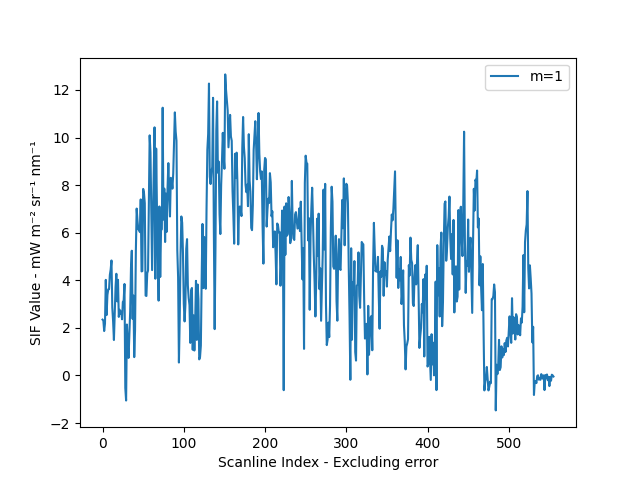 m=1
12
10
8
6
4
2
0
−2
SIF Value - mW m⁻² sr⁻¹ nm⁻¹
0 100 200 300 400 500
Scanline Index - Excluding error